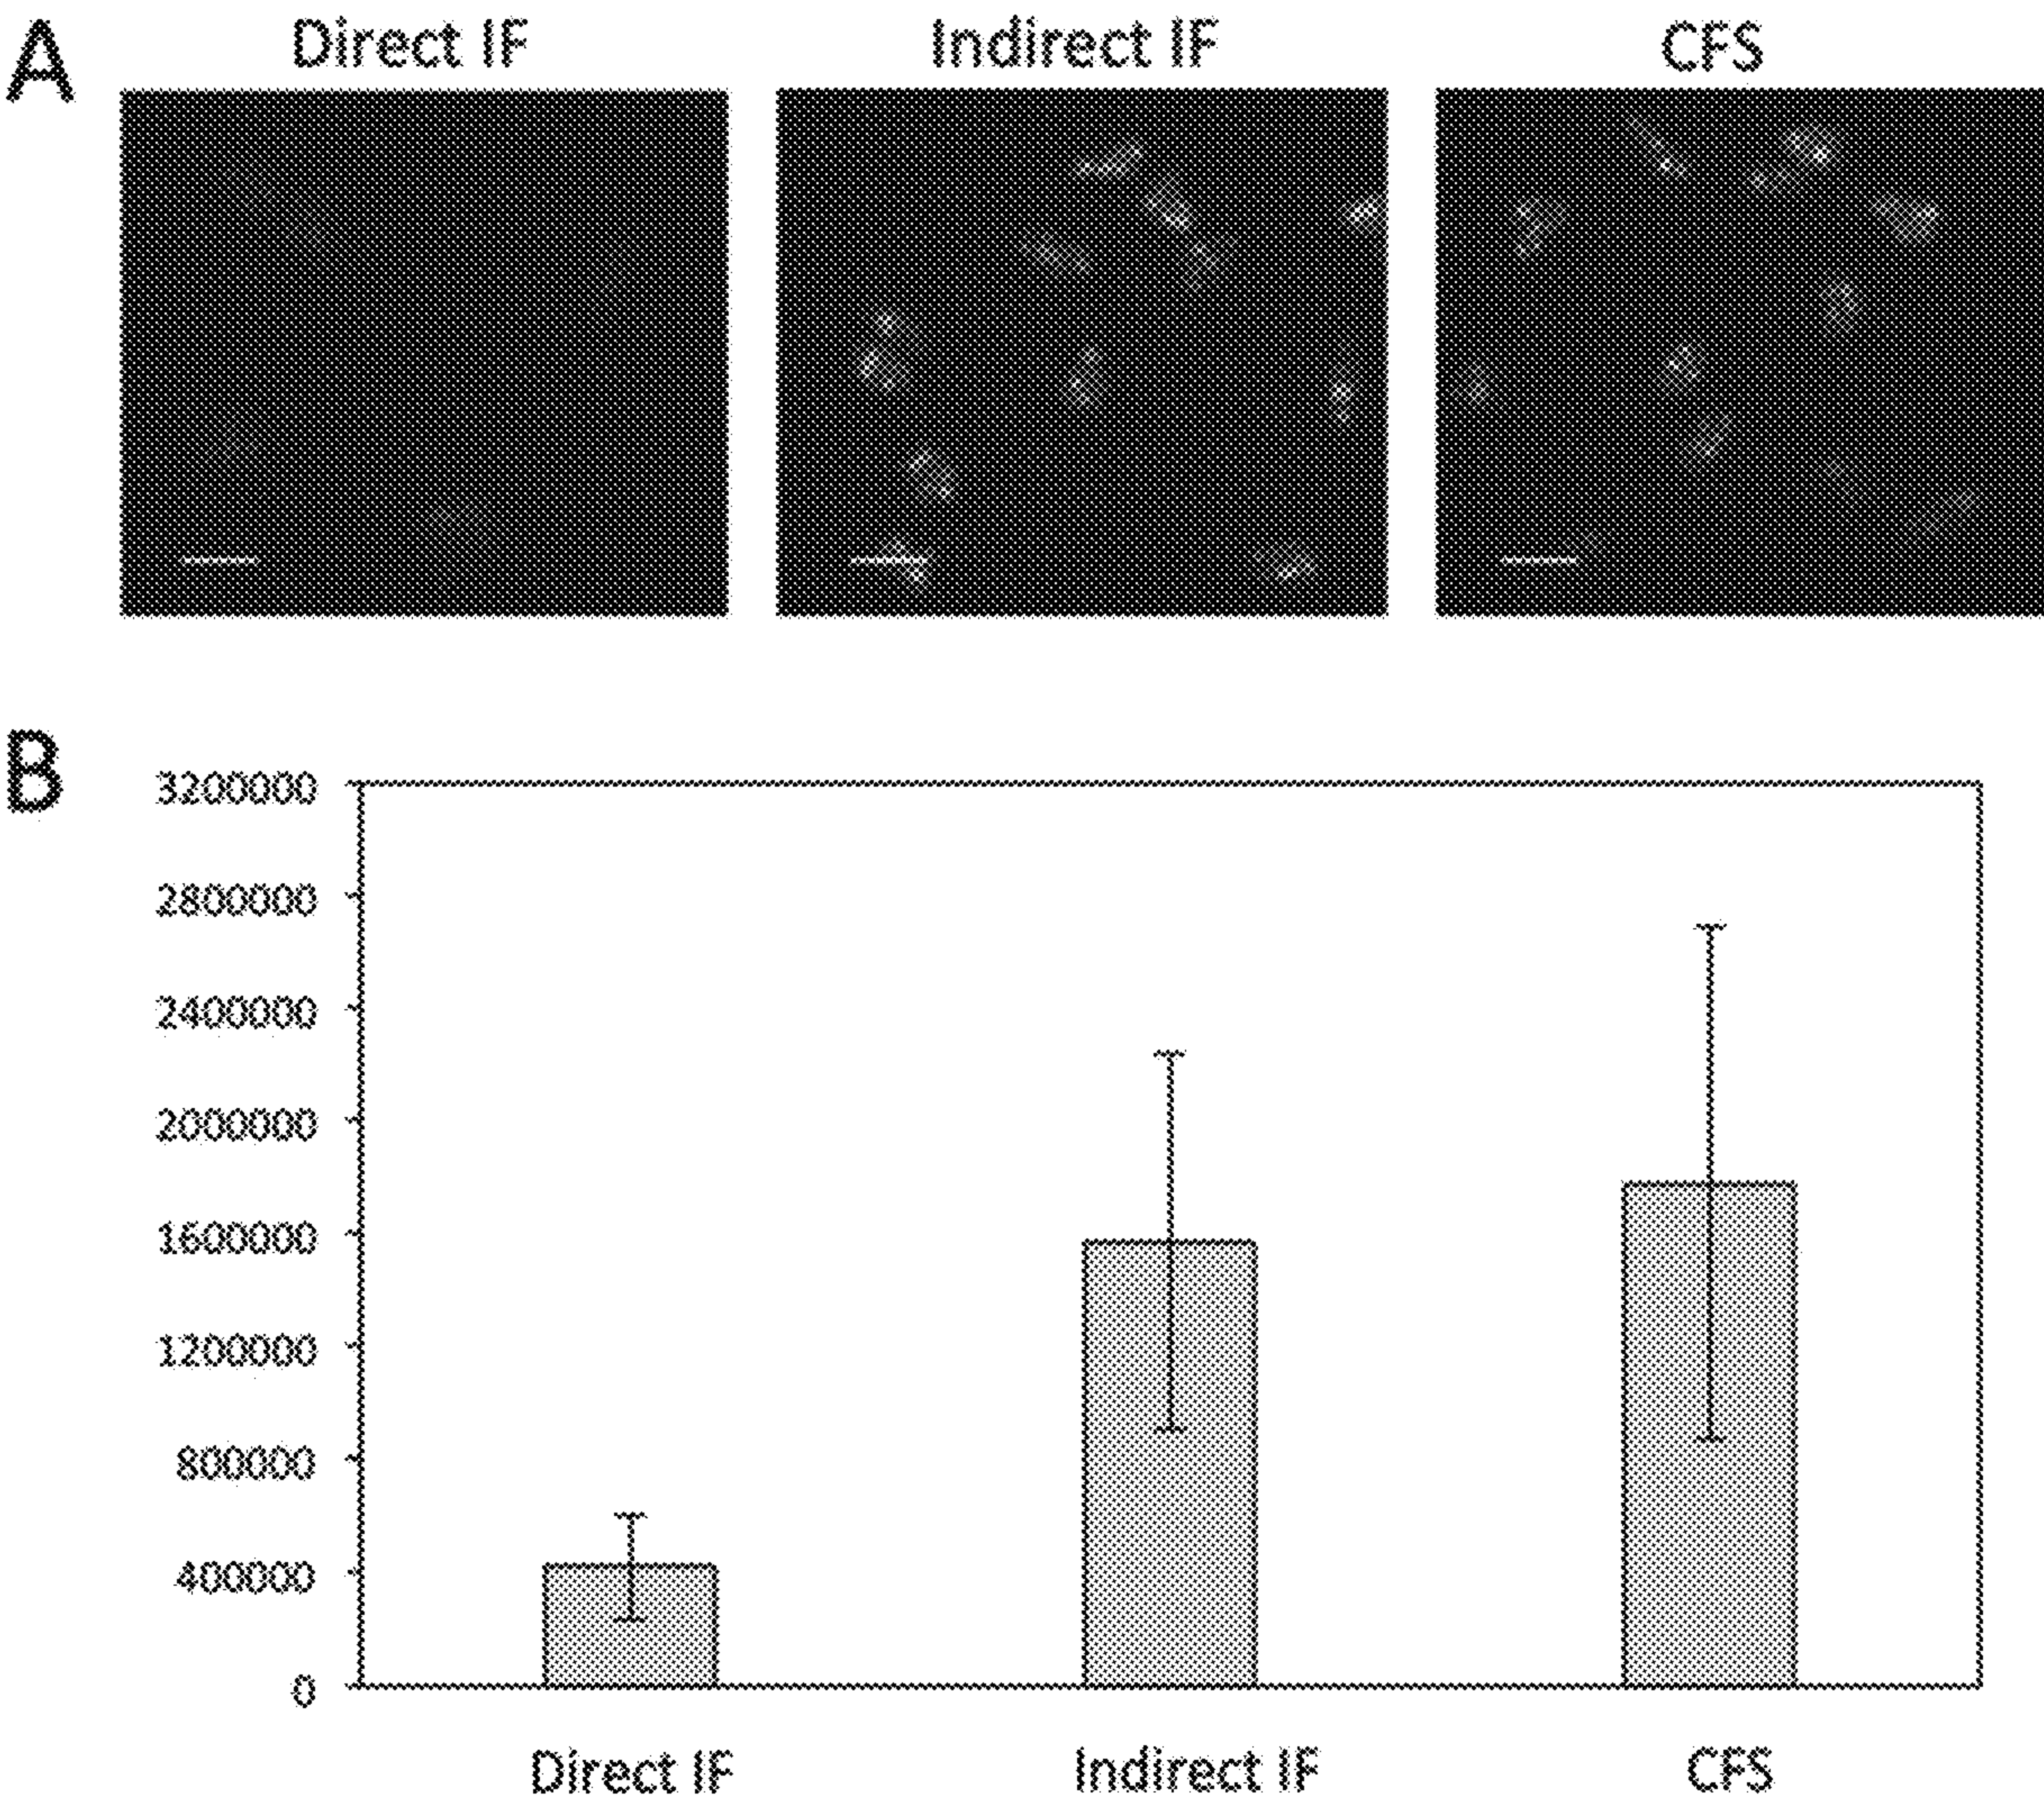 A
Direct IF
Indirect IF
CFS
B
3200000
2800000
2400000
2000000
1600000
1200000
800000
400000
0
Direct IF
Indirect IF
CFS